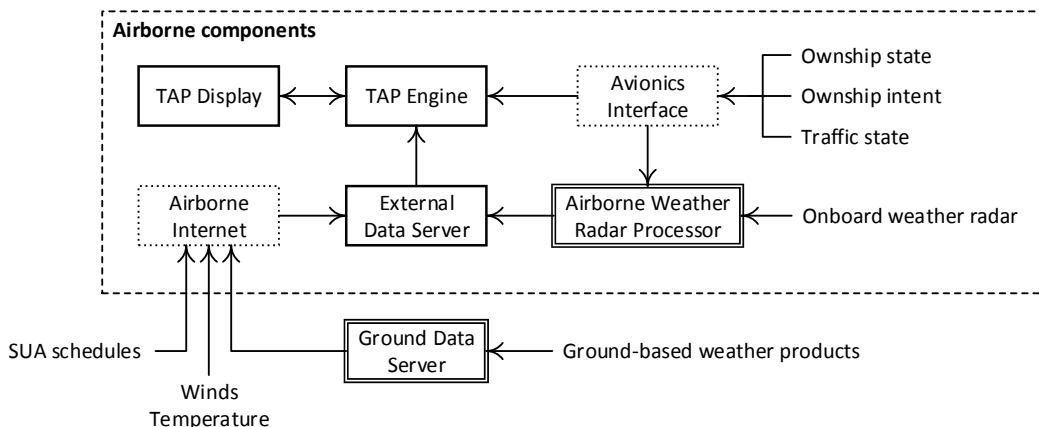 Airborne components
TAP Display
TAP Engine
Avionics
Interface
Ownship state
Ownship intent
Traffic state
Airborne
Internet
External
Data Server
Airborne Weather
Radar Processor
Onboard weather radar
SUA schedules
Winds
Temperature
Ground Data
Server
Ground-based weather products